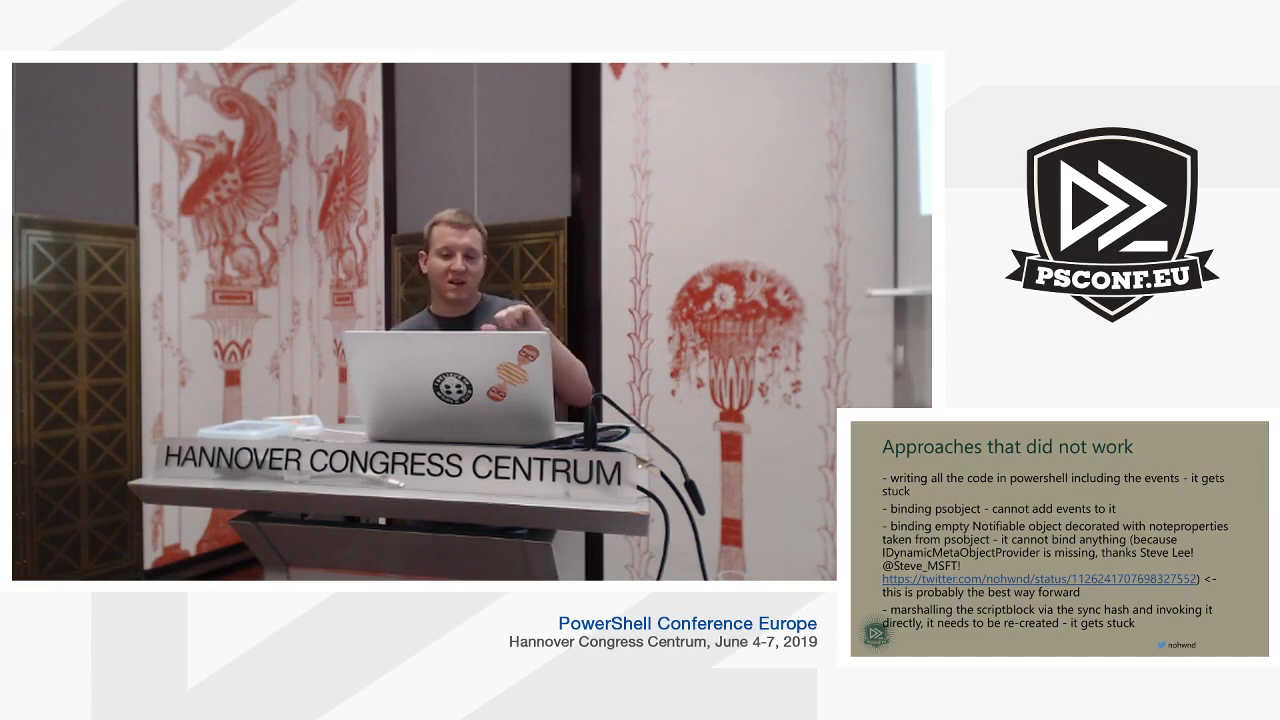 HANNOVER CONGRESS CENTRUM
PSCONF.EU
Approaches that did not work
- writing all the code in powershell including the events - it gets
stuck
- binding psobject - cannot add events to it
- binding empty Notifiable object decorated with noteproperties
taken from psobject - it cannot bind anything (because
IDynamicMetaObjectProvider is missing, thanks Steve Lee!
@Steve_MSFT!
https://twitter.com/nohwnd/status/1126241707698327552) <-
this is probably the best way forward
- marshalling the scriptblock via the sync hash and invoking it
directly, it needs to be re-created - it gets stuck
nohwnd
PowerShell Conference Europe
Hannover Congress Centrum, June 4-7, 2019